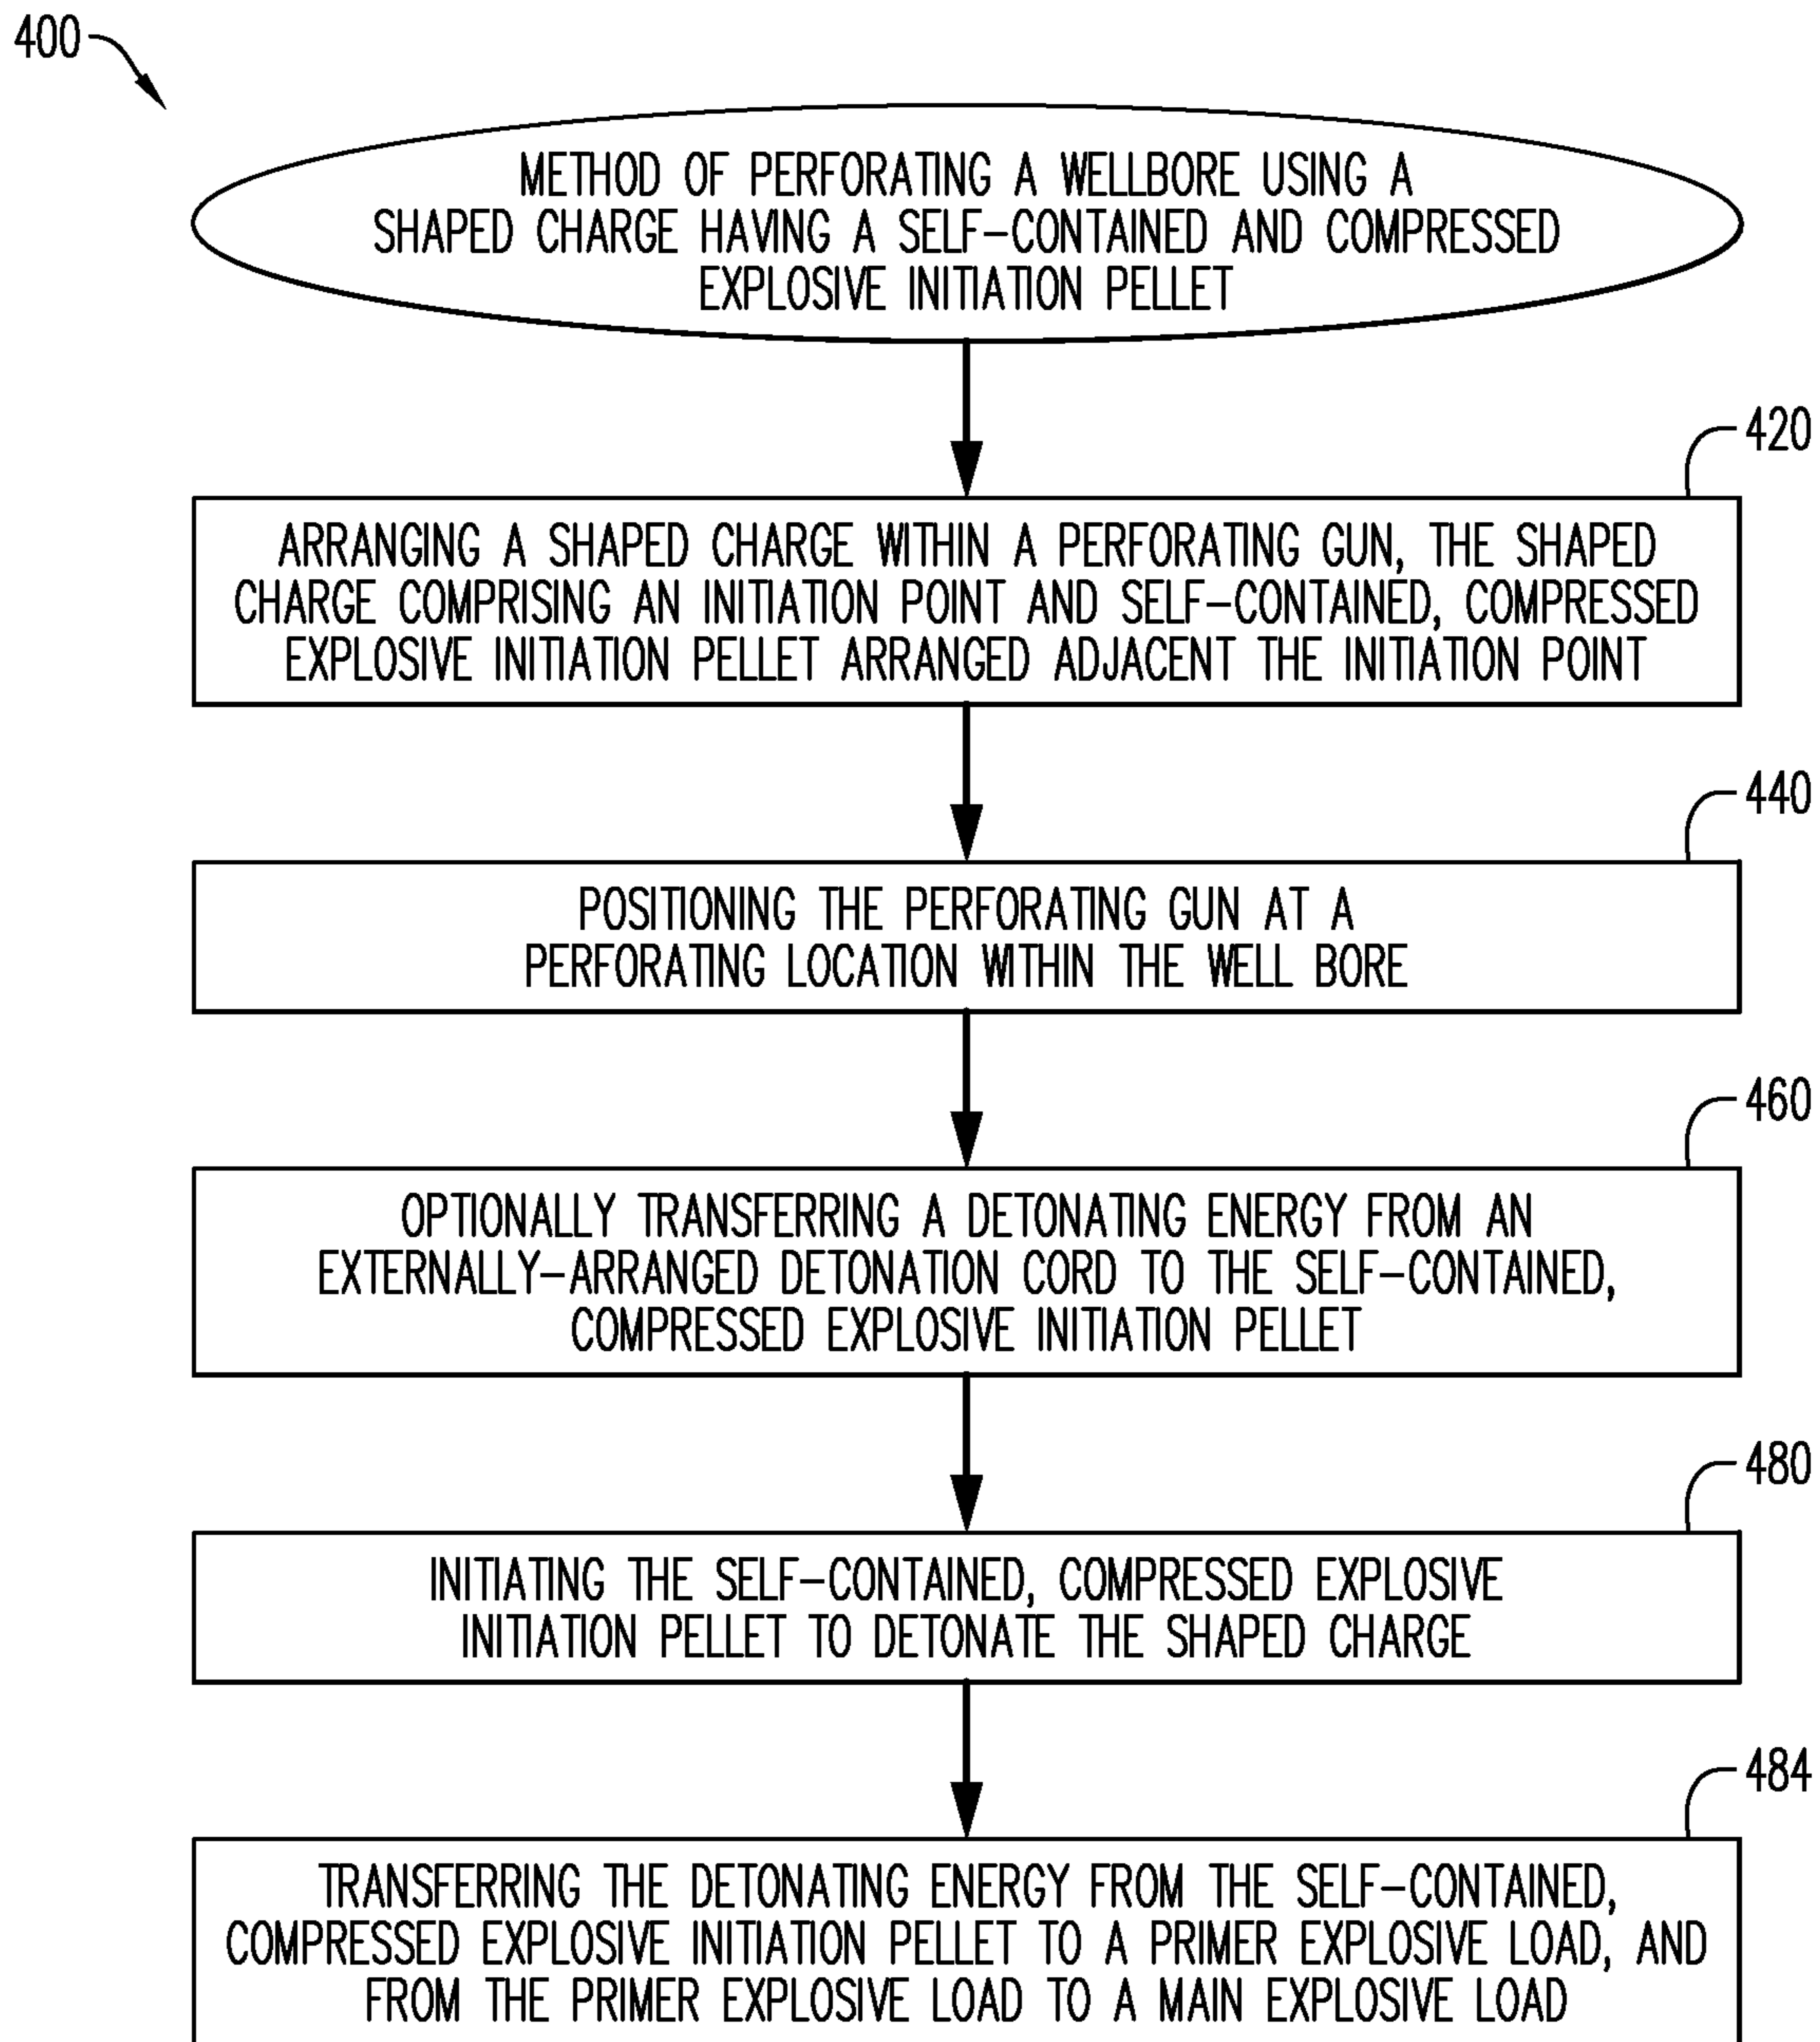 400
METHOD OF PERFORATING A WELLBORE USING A
SHAPED CHARGE HAVING A SELF-CONTAINED AND COMPRESSED
EXPLOSIVE INITIATION PELLET
420
ARRANGING A SHAPED CHARGE WITHIN A PERFORATING GUN, THE SHAPED
CHARGE COMPRISING AN INITIATION POINT AND SELF-CONTAINED, COMPRESSED
EXPLOSIVE INITIATION PELLET ARRANGED ADJACENT THE INITIATION POINT
440
POSITIONING THE PERFORATING GUN AT A
PERFORATING LOCATION WITHIN THE WELL BORE
460
OPTIONALLY TRANSFERRING A DETONATING ENERGY FROM AN
EXTERNALLY-ARRANGED DETONATION CORD TO THE SELF-CONTAINED,
COMPRESSED EXPLOSIVE INITIATION PELLET
480
INITIATING THE SELF-CONTAINED, COMPRESSED EXPLOSIVE
INITIATION PELLET TO DETONATE THE SHAPED CHARGE
484
TRANSFERRING THE DETONATING ENERGY FROM THE SELF-CONTAINED,
COMPRESSED EXPLOSIVE INITIATION PELLET TO A PRIMER EXPLOSIVE LOAD, AND
FROM THE PRIMER EXPLOSIVE LOAD TO A MAIN EXPLOSIVE LOAD